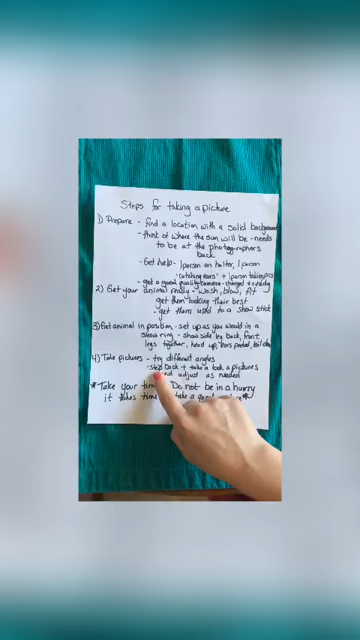 Steps for taking a picture
1) Prepare - find a location with a solid background
- think of where the sun will be - needs
to be at the photographers
back
- Get help - 1 person on halter, 1 person
"catching ears" + 1 person taking pics
- get a good quality camera - charged + ready
2) Get your animal ready - wash, blow, fit
get them looking their best
- get them used to a show stick
3) Get animal in position - set up as you would in a
show ring - show side leg back, front
legs together, head up, ears perked, tail
4) Take pictures - try different angles
- step back + take a look a pictures
and adjust as needed
* Take your time Do not be in a hurry
it takes time take a good